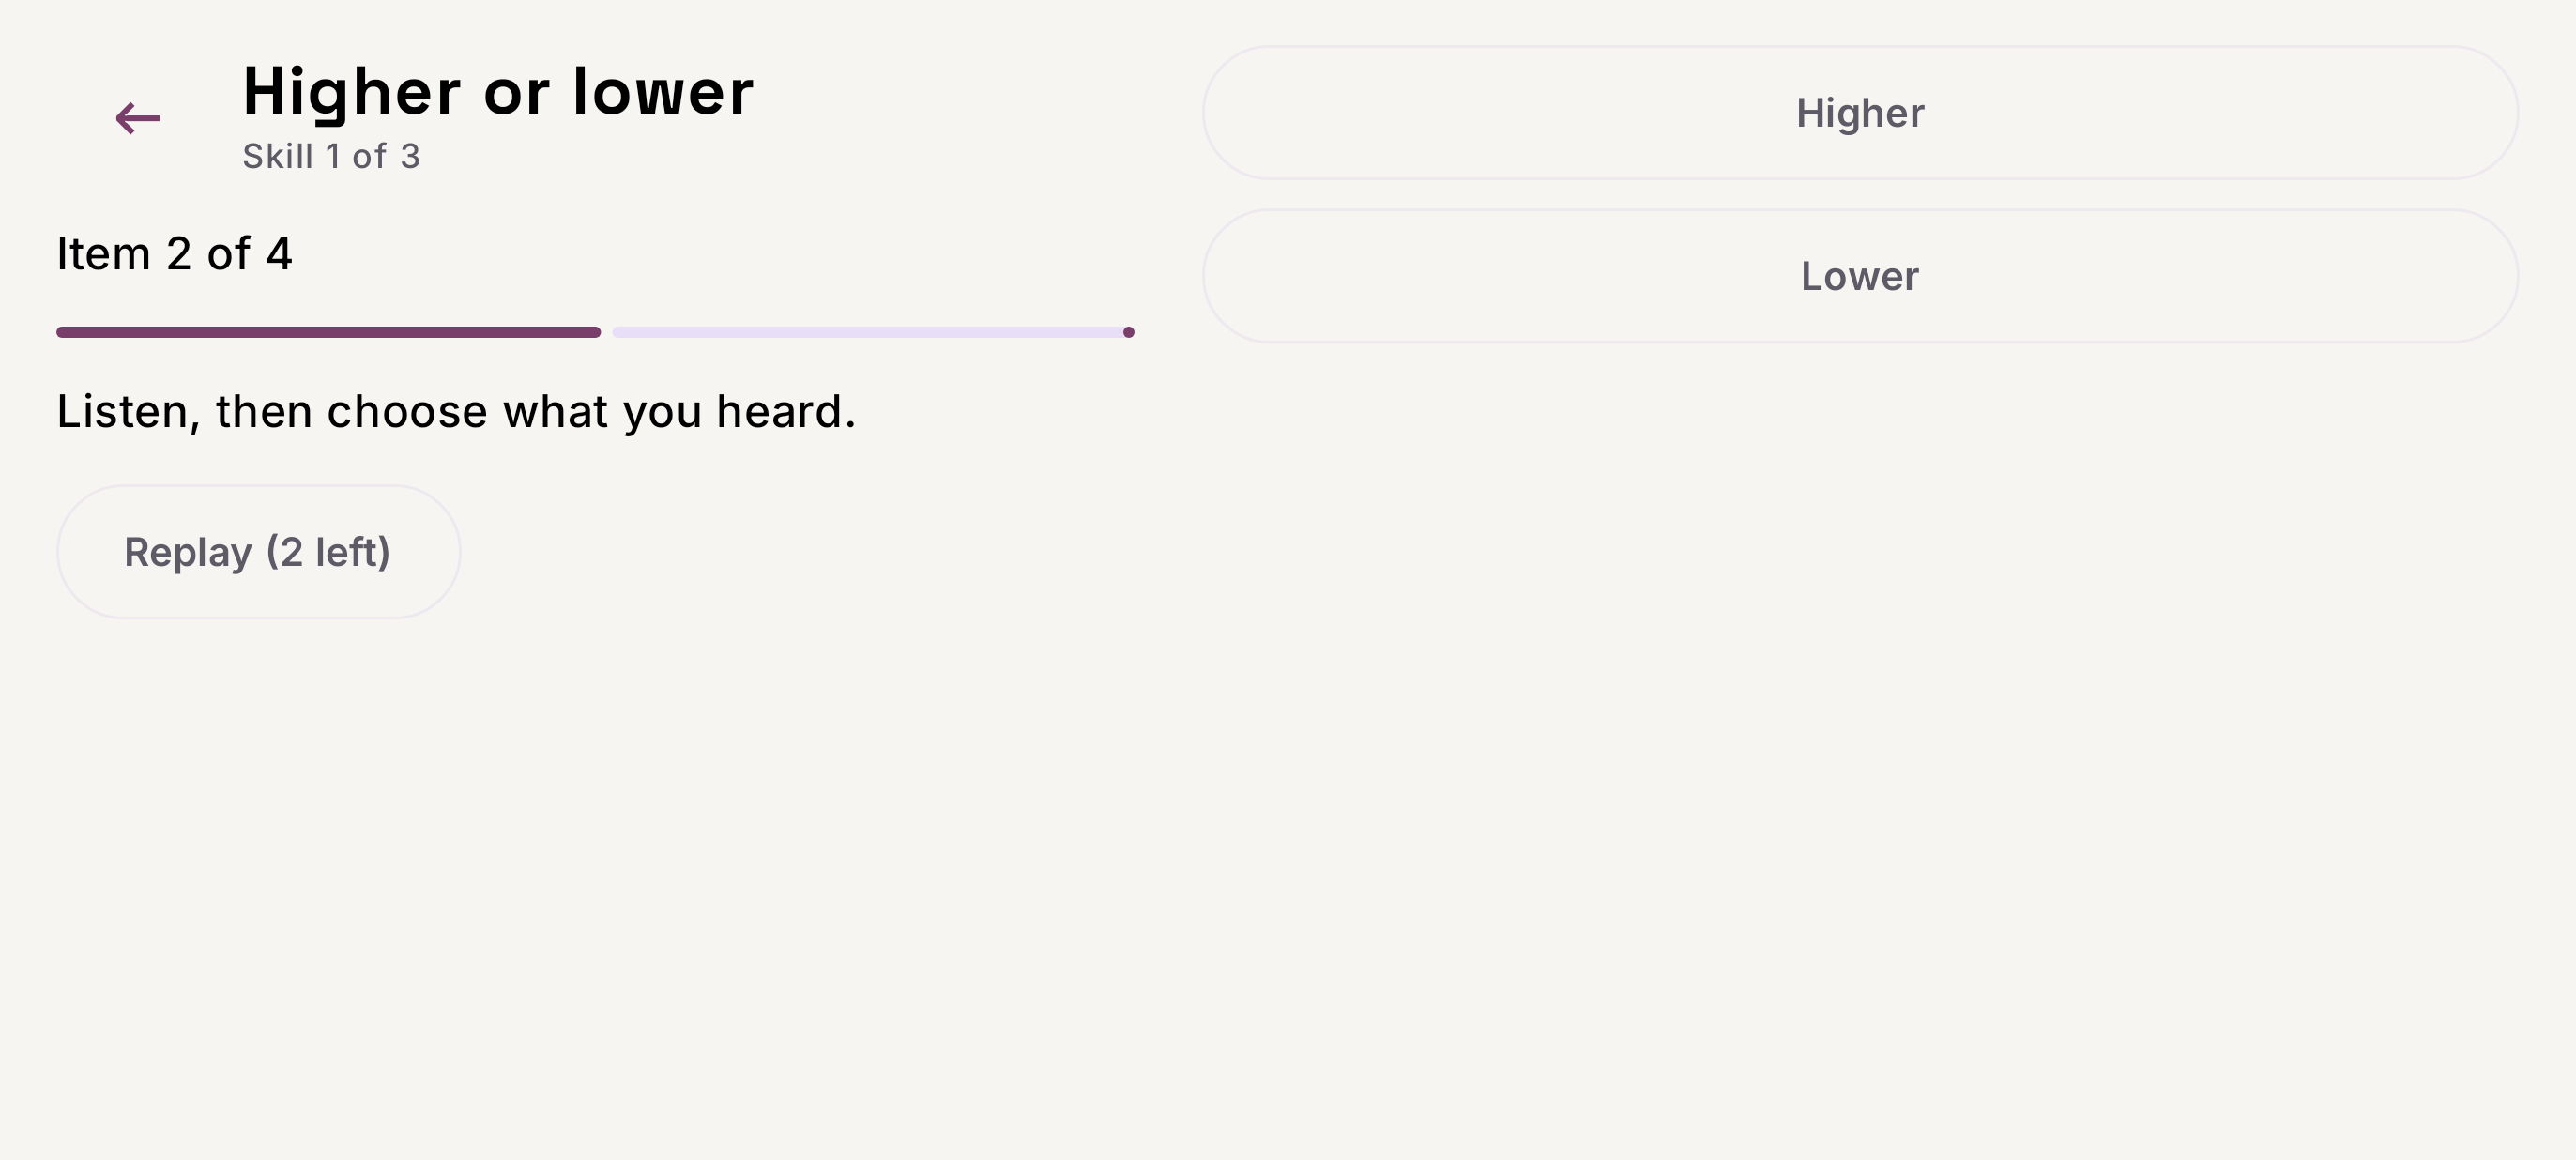 Higher or lower
Skill 1 of 3
Item 2 of 4
Listen, then choose what you heard.
Replay (2 left)
Higher
Lower